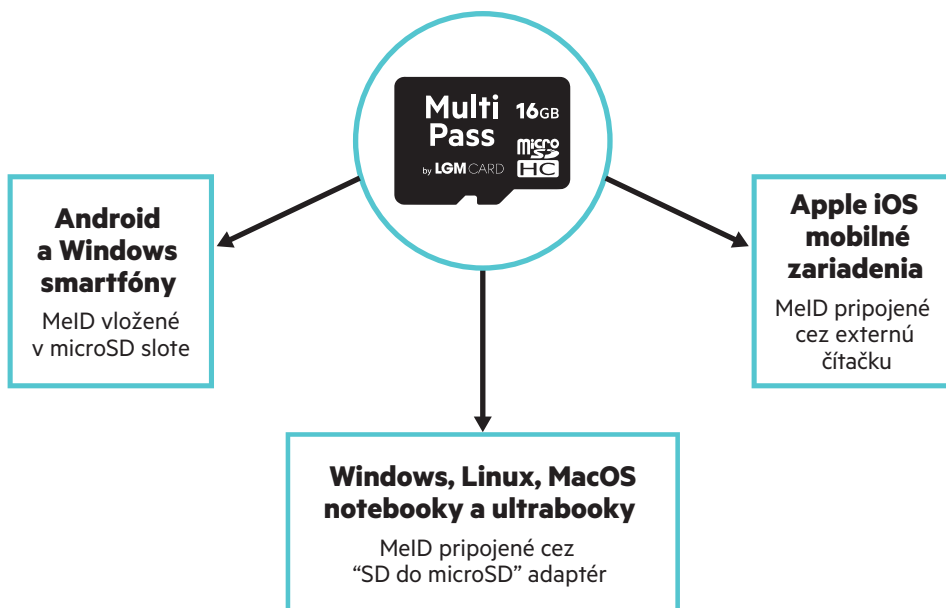 Multi
Pass
16GB
micro
SD
HC
by LGM CARD
Android
a Windows
smartfóny
MeID vložené
v microSD slote
Apple iOS
mobilné
zariadenia
MeID pripojené
cez externú
čítačku
Windows, Linux, MacOS
notebooky a ultrabooky
MeID pripojené cez
“SD do microSD” adaptér